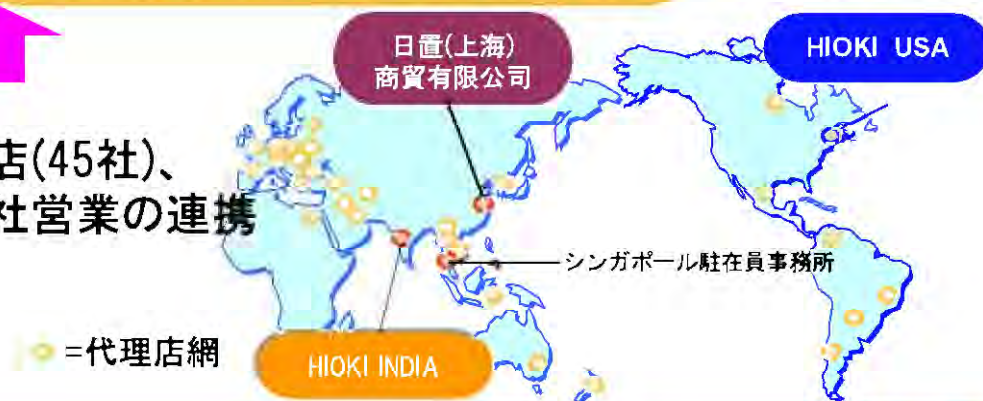 日置(上海)
商貿有限公司
HIOKI USA
店(45社)、
社営業の連携
シンガポール駐在員事務所
=代理店網
HIOKI INDIA